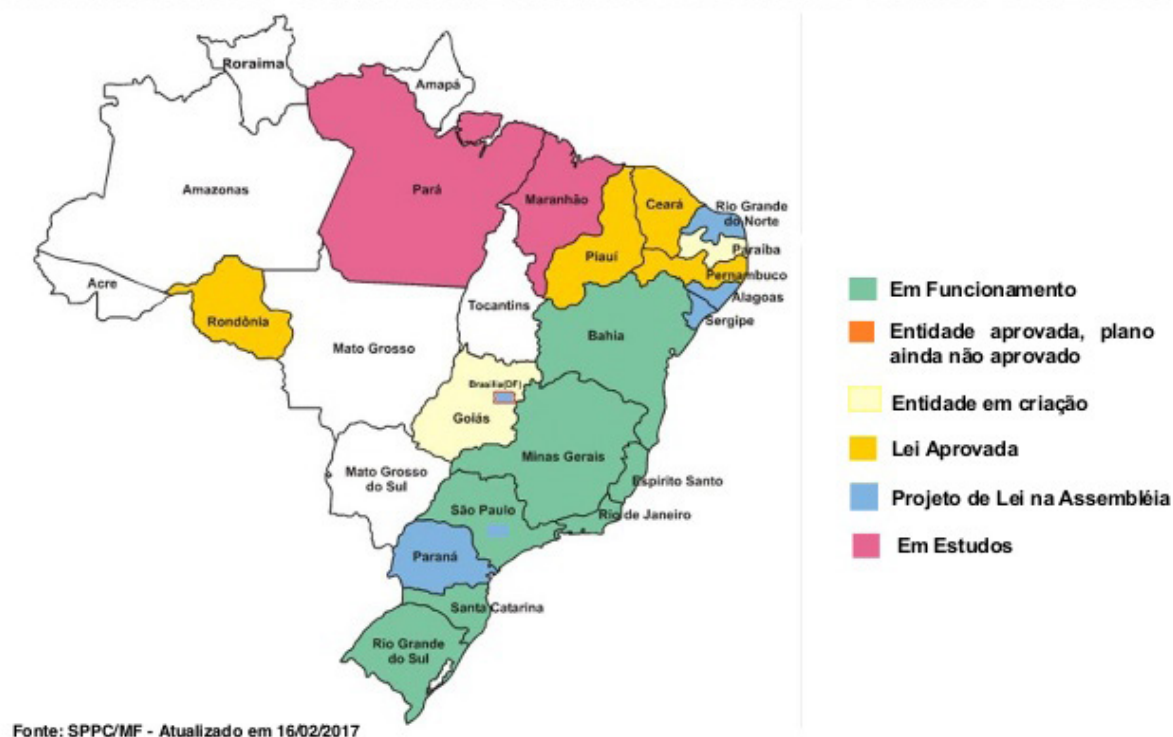 Roraima
Amapá
Amazonas
Pará
Maranhão
Ceará
Rio Grande
do Norte
Paraíba
Piauí
Pernambuco
Acre
Alagoas
Sergipe
Rondônia
Tocantins
Bahia
Mato Grosso
Brasília(DF)
Goiás
Minas Gerais
Mato Grosso
do Sul
Espirito Santo
São Paulo
Rio de Janeiro
Paraná
Santa Catarina
Rio Grande
do Sul
Em Funcionamento
Entidade aprovada, plano
ainda não aprovado
Entidade em criação
Lei Aprovada
Projeto de Lei na Assembléia
Em Estudos
Fonte: SPPC/MF - Atualizado em 16/02/2017